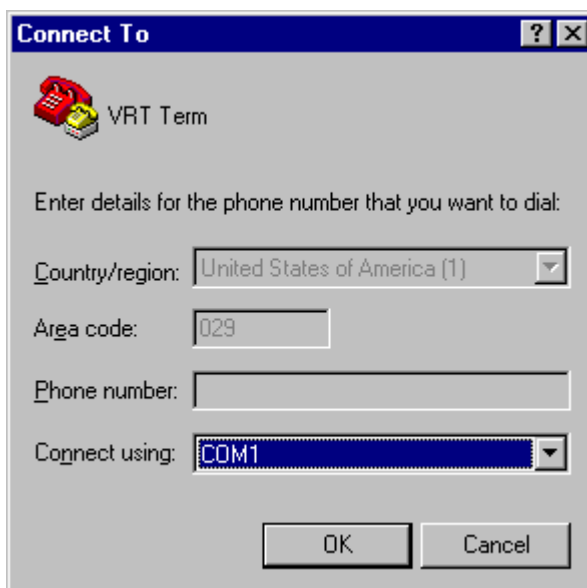 Connect To
VRT Term
Enter details for the phone number that you want to dial:
Country/region: United States of America (1)
Area code: 029
Phone number:
Connect using: COM1
OK Cancel